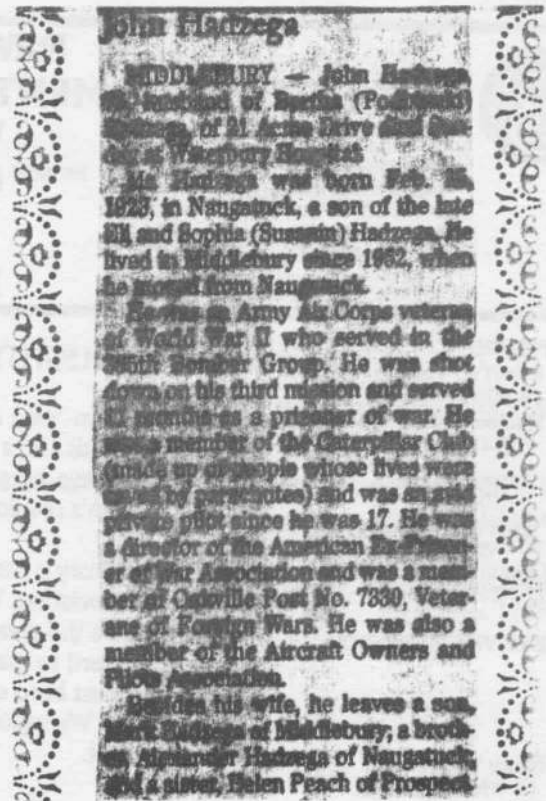 John Hadzega
MIDDLEBURY — John Hadzega,
husband of Bertha
Hadzega, of 21 Acme Drive died Sun-
day at Waterbury Hospital.
Mr. Hadzega was born Feb.
1923, in Naugatuck, a son of the late
and Sophia (Hadzega. He
lived in Middlebury since 1952, when
he moved from Naugatuck.
He was an Army Air Corps veteran
of World War II who served in the
Bomber Group. He was shot
down on his third mission and served
months as a prisoner of war. He
was a member of the Caterpillar Club
(made up of people whose lives were
saved by parachutes) and was an avid
private pilot since he was 17. He was
a director of the American Ex-Prison-
er of War Association and was a mem-
ber of Oakville Post No. 7330, Veter-
ans of Foreign Wars. He was also a
member of the Aircraft Owners and
Pilots Association.
Besides his wife, he leaves a son,
Mark Hadzega of Middlebury; a broth-
er, Alexander Hadzega of Naugatuck;
and a sister, Helen Peach of Prospect.